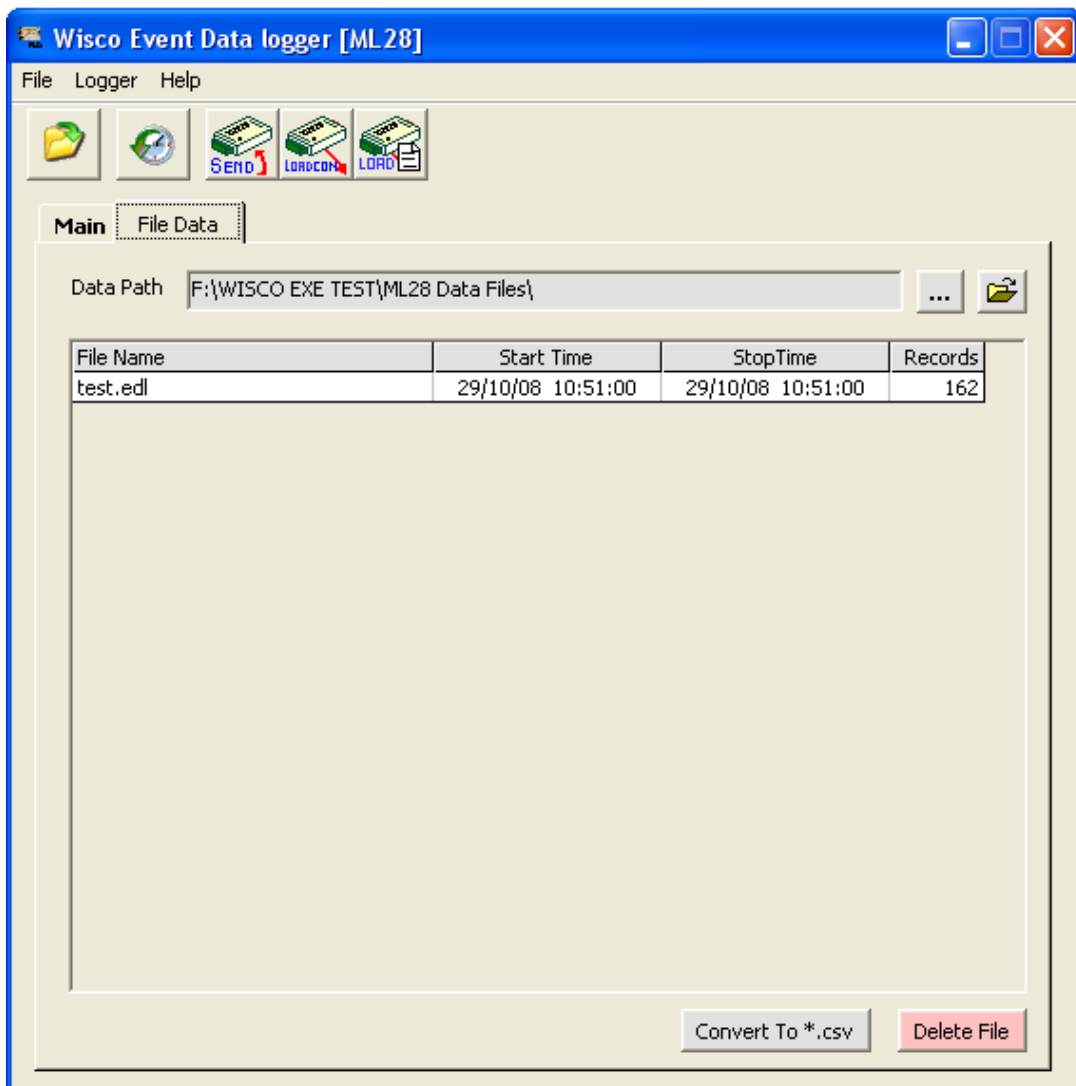 Wisco Event Data logger [ML28]
File Logger Help
SEND LOADCON LOAD
Main File Data
Data Path F:\WISCO EXE TEST\ML28 Data Files\ ...
File Name Start Time StopTime Records
test.edl 29/10/08 10:51:00 29/10/08 10:51:00 162
Convert To *.csv Delete File